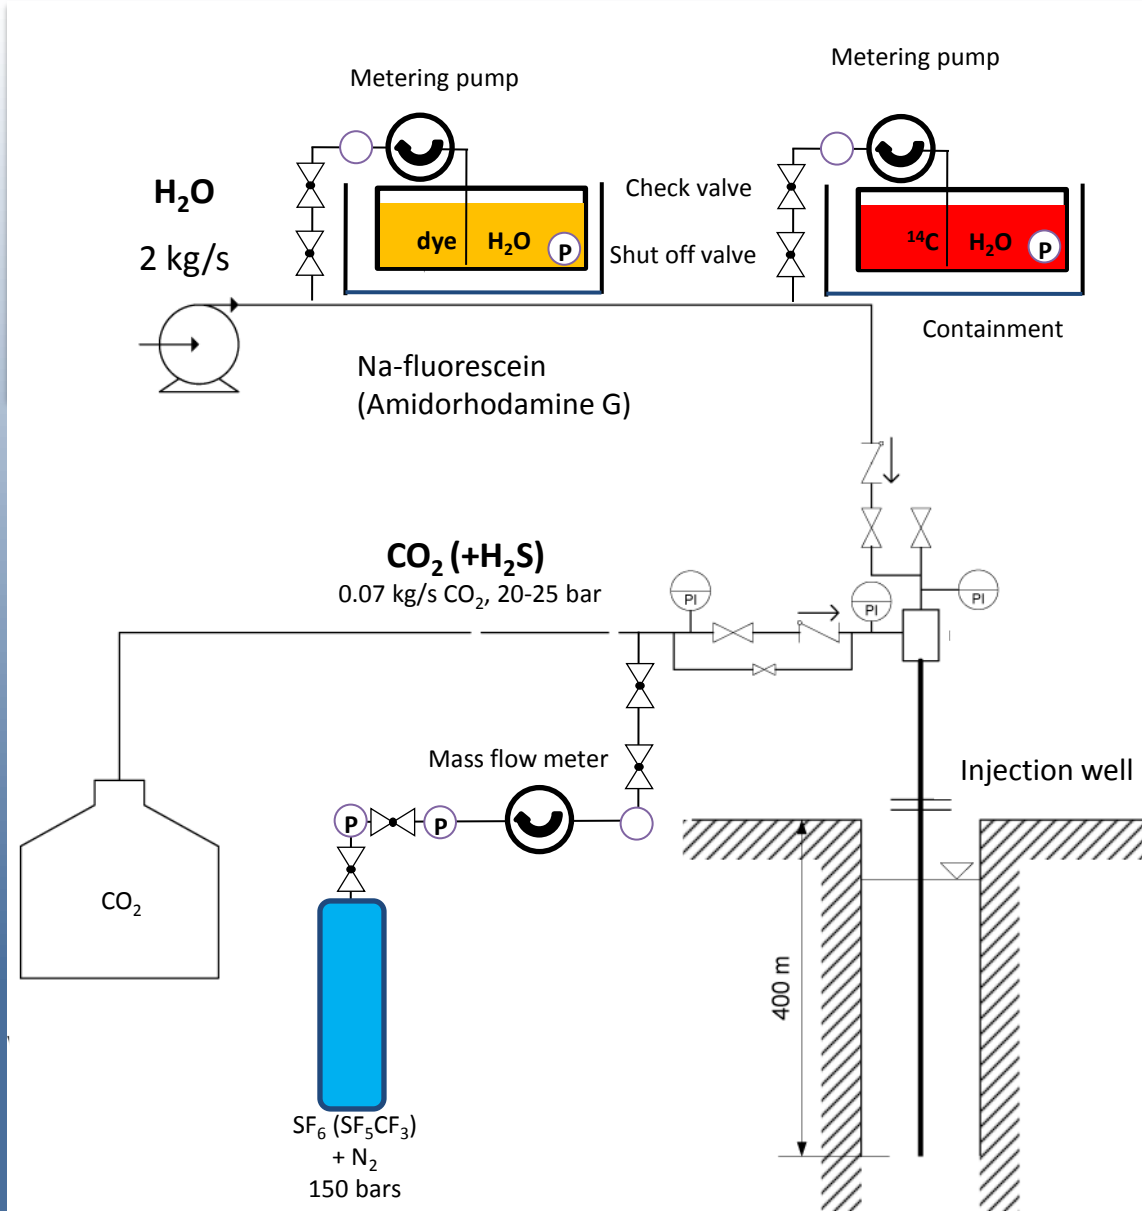 Metering pump
Metering pump
H₂O
2 kg/s
dye H₂O P
Check valve
Shut off valve
¹⁴C H₂O P
Containment
Na-fluorescein
(Amidorhodamine G)
CO₂ (+H₂S)
0.07 kg/s CO₂, 20-25 bar
PI
PI
PI
Mass flow meter
P
P
Injection well
CO₂
400 m
SF₆ (SF₅CF₃)
+ N₂
150 bars